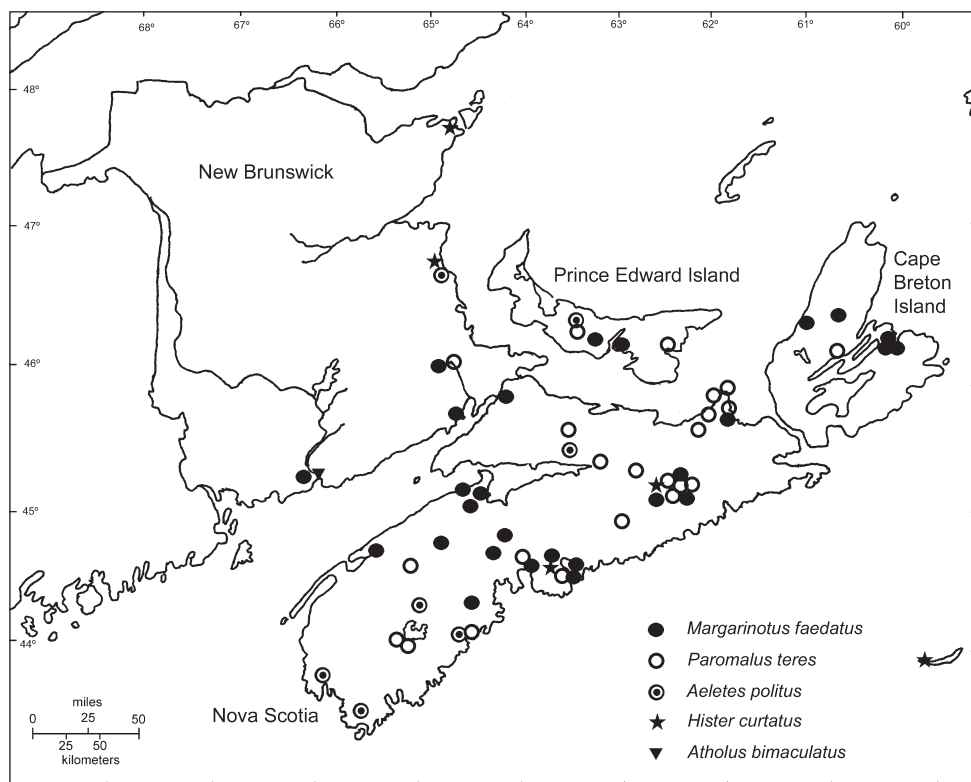 68° 67° 65° 64° 63° 62° 61° 60°
48°
New Brunswick
47°
Cape
Breton
Island
Prince Edward Island
46°
45°
Margarinotus faedatus
44°
Paromalus teres
Aeletes politus
miles
0 25 50
Nova Scotia
Hister curtatus
25 50
kilometers
Atholus bimaculatus